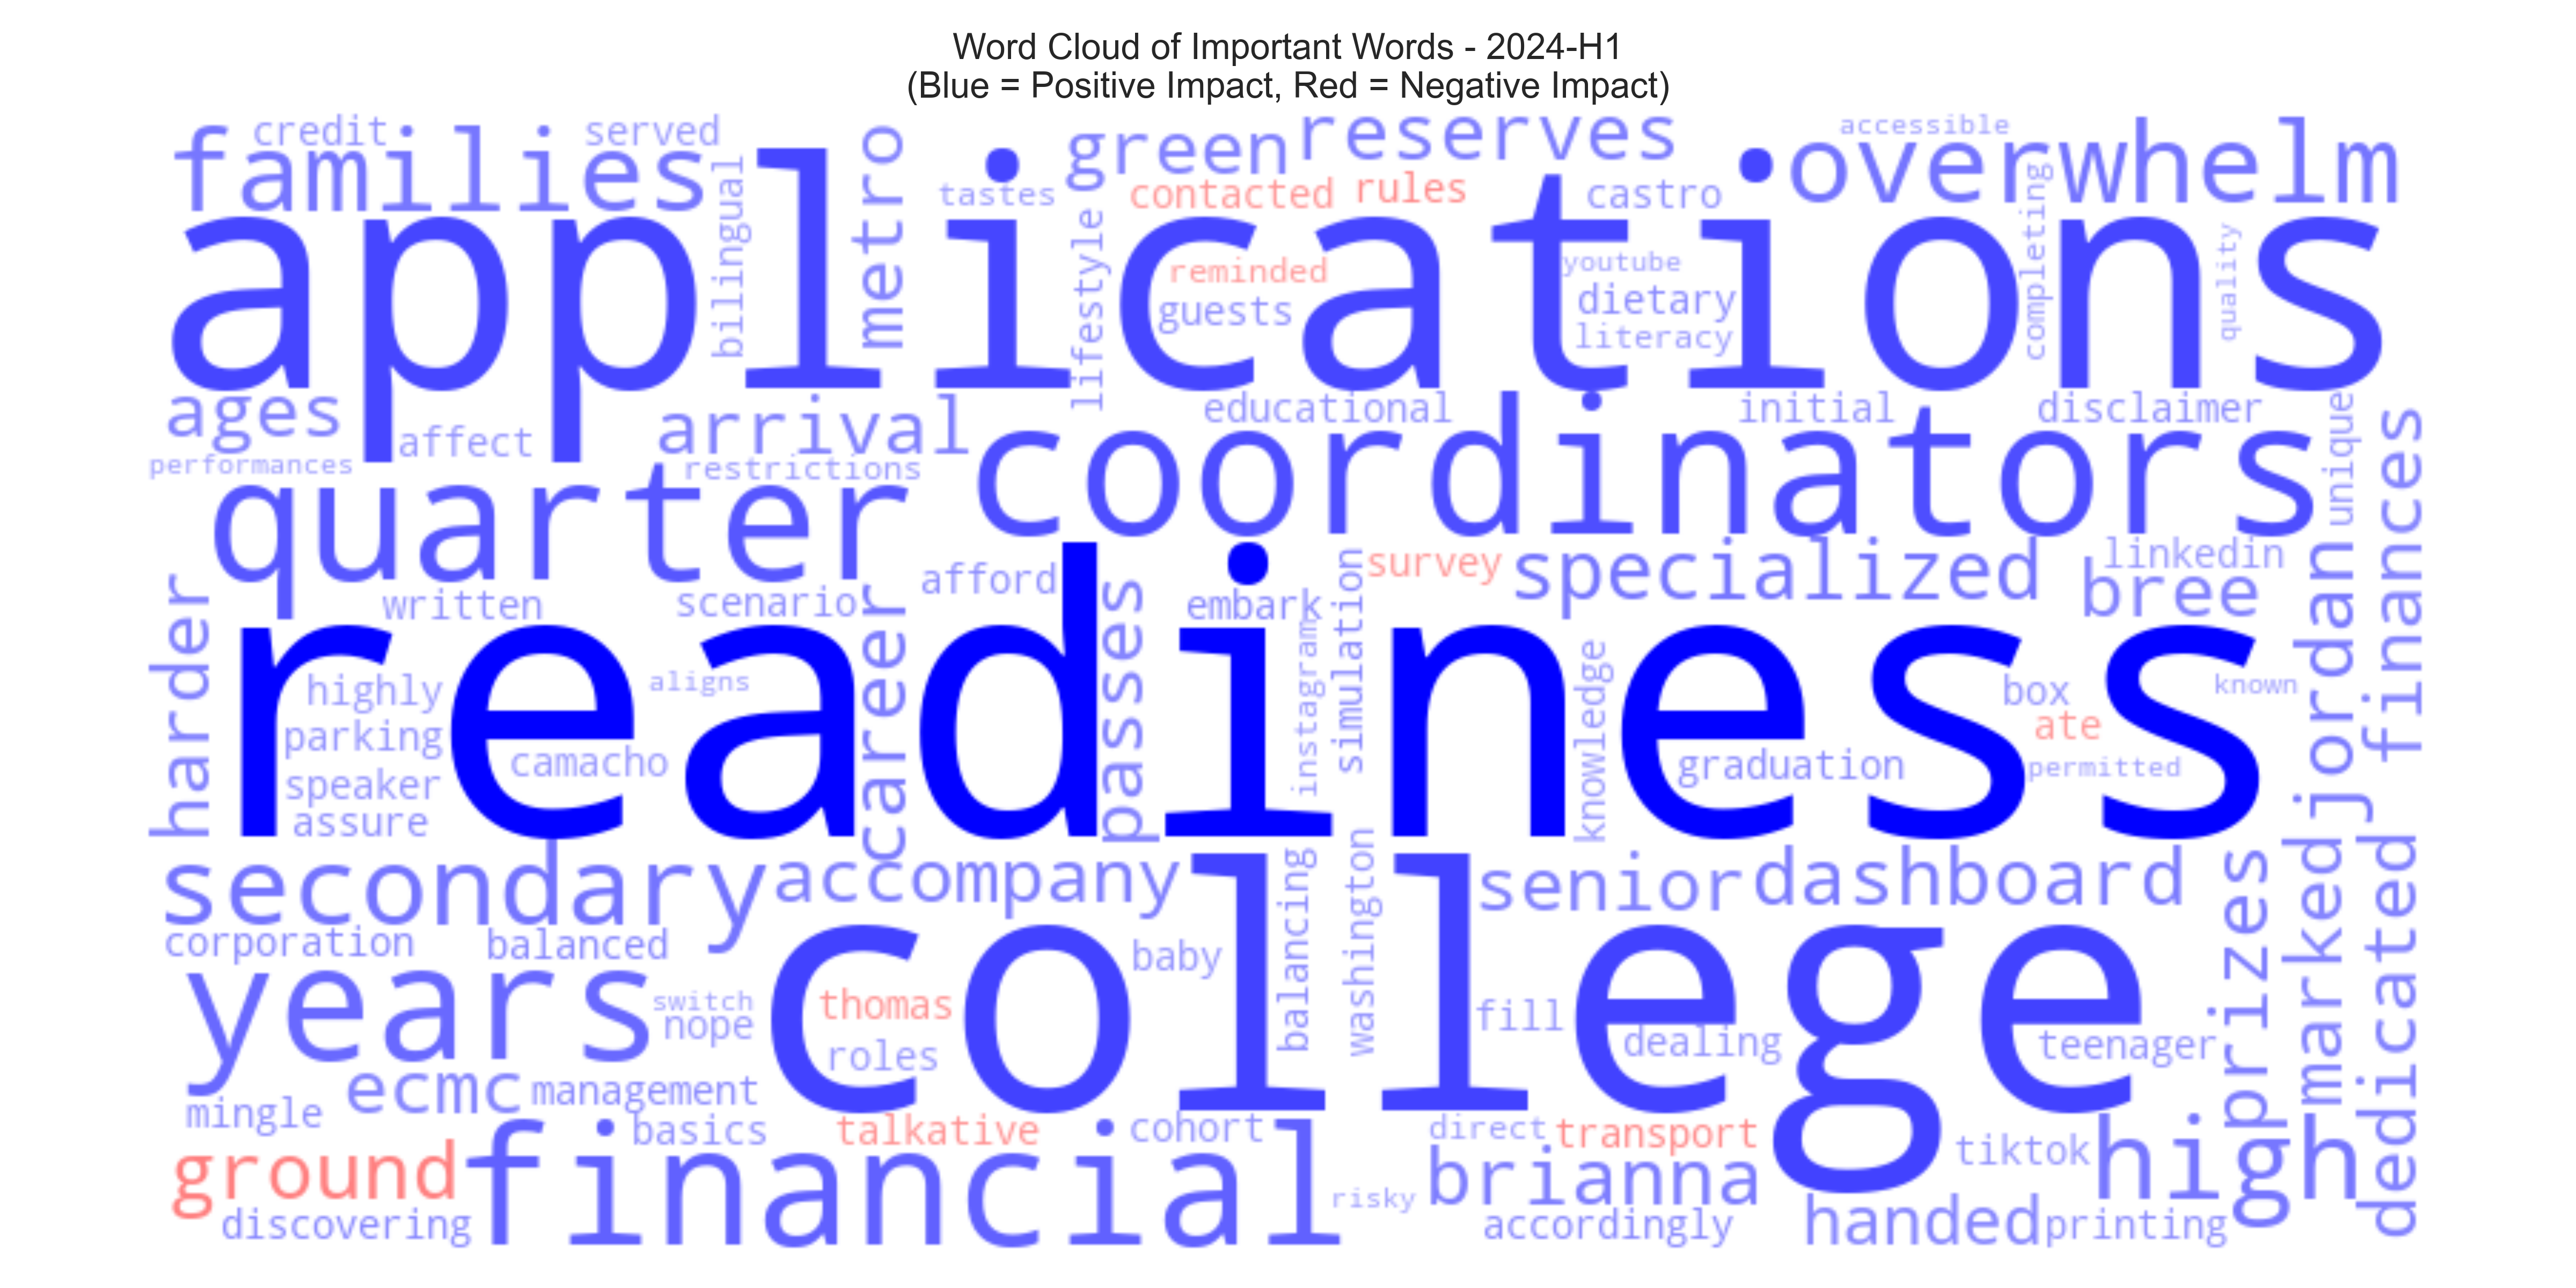 Word Cloud of Important Words - 2024-H1
(Blue = Positive Impact, Red = Negative Impact)
credit
served
families
bilingual
metro
green
reserves
accessible
overwhelm
tastes
contacted
rules
castro
applications
lifestyle
reminded
guests
youtube
dietary
literacy
completing
quality
ages
affect
arrival
educational
initial
disclaimer
performances
restrictions
quarter
coordinators
unique
finances
written
scenario
afford
embark
survey
specialized
linkedin
bree
jordan
harder
career
passes
simulation
instagram
readiness
highly
aligns
parking
camacho
speaker
assure
knowledge
graduation
box
ate
known
permitted
secondary
accompany
senior
dashboard
corporation
balanced
baby
balancing
washington
prizes
marked
dedicated
years
switch
nope
thomas
roles
college
fill
dealing
teenager
mingle
ecmc
management
basics
talkative
cohort
direct
transport
tiktok
high
ground
financial
discovering
risky
brianna
accordingly
handed
printing